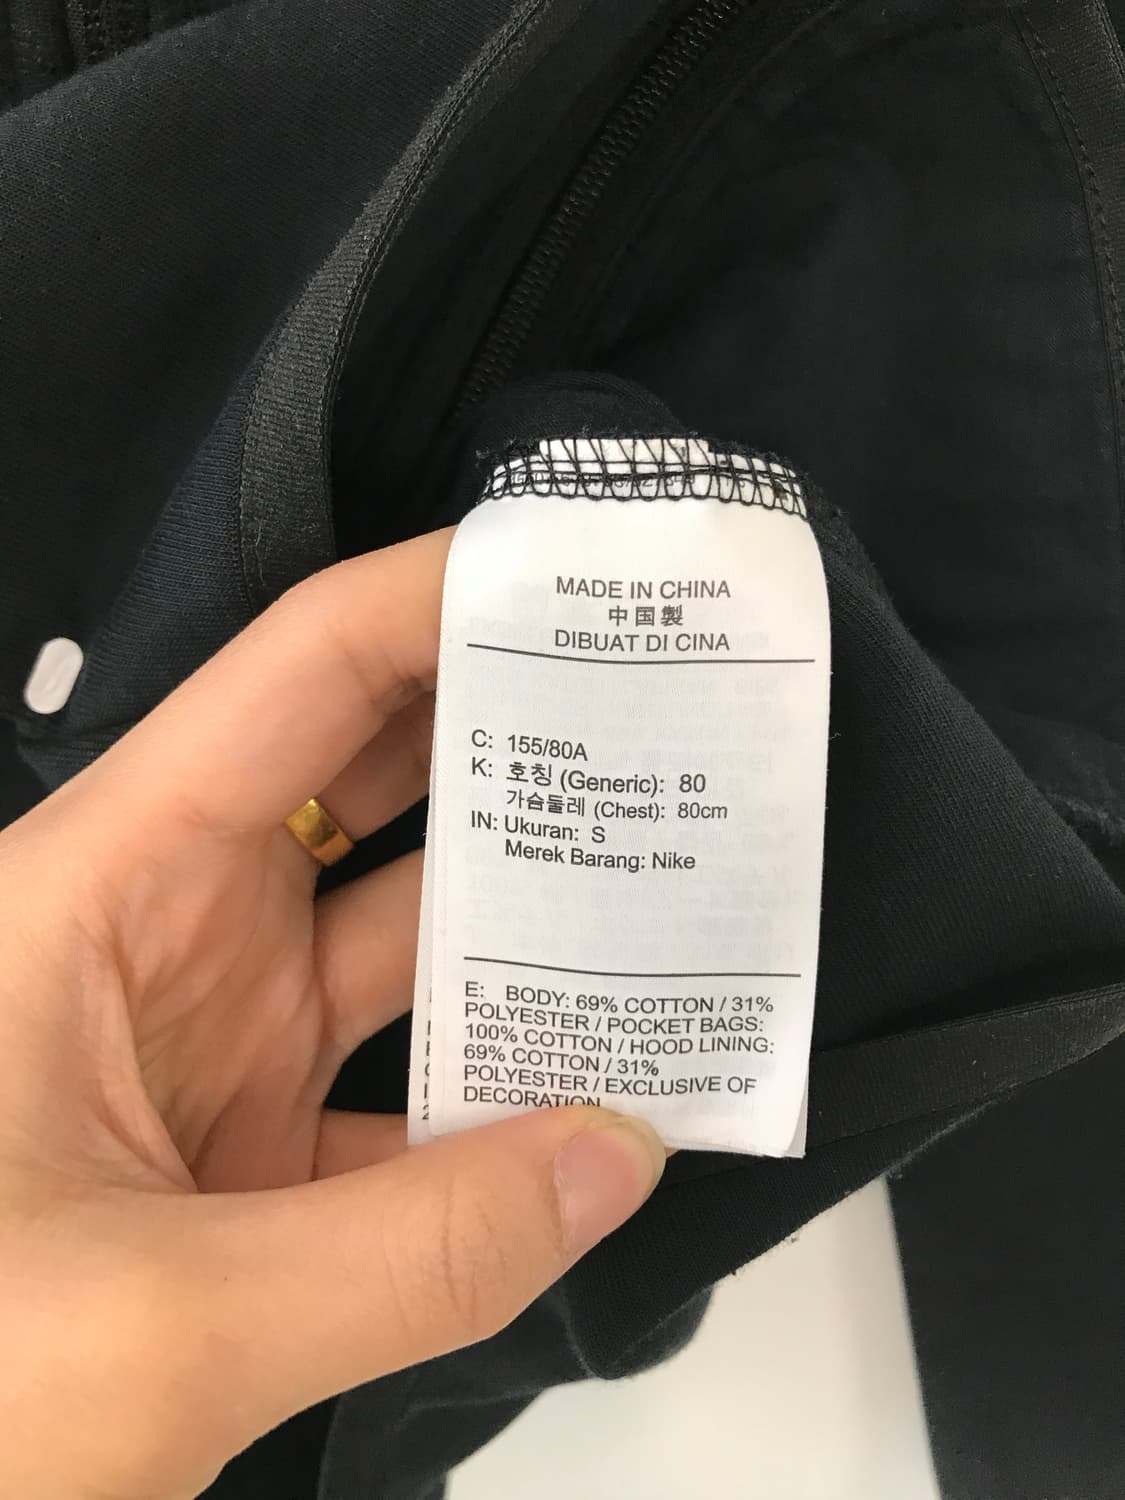 MADE IN CHINA
中国製
DIBUAT DI CINA
C: 155/80A
K: 호칭 (Generic): 80
가슴둘레 (Chest): 80cm
IN: Ukuran: S
Merek Barang: Nike
E: BODY: 69% COTTON / 31%
POLYESTER / POCKET BAGS:
100% COTTON / HOOD LINING:
69% COTTON / 31%
POLYESTER / EXCLUSIVE OF
DECORATION